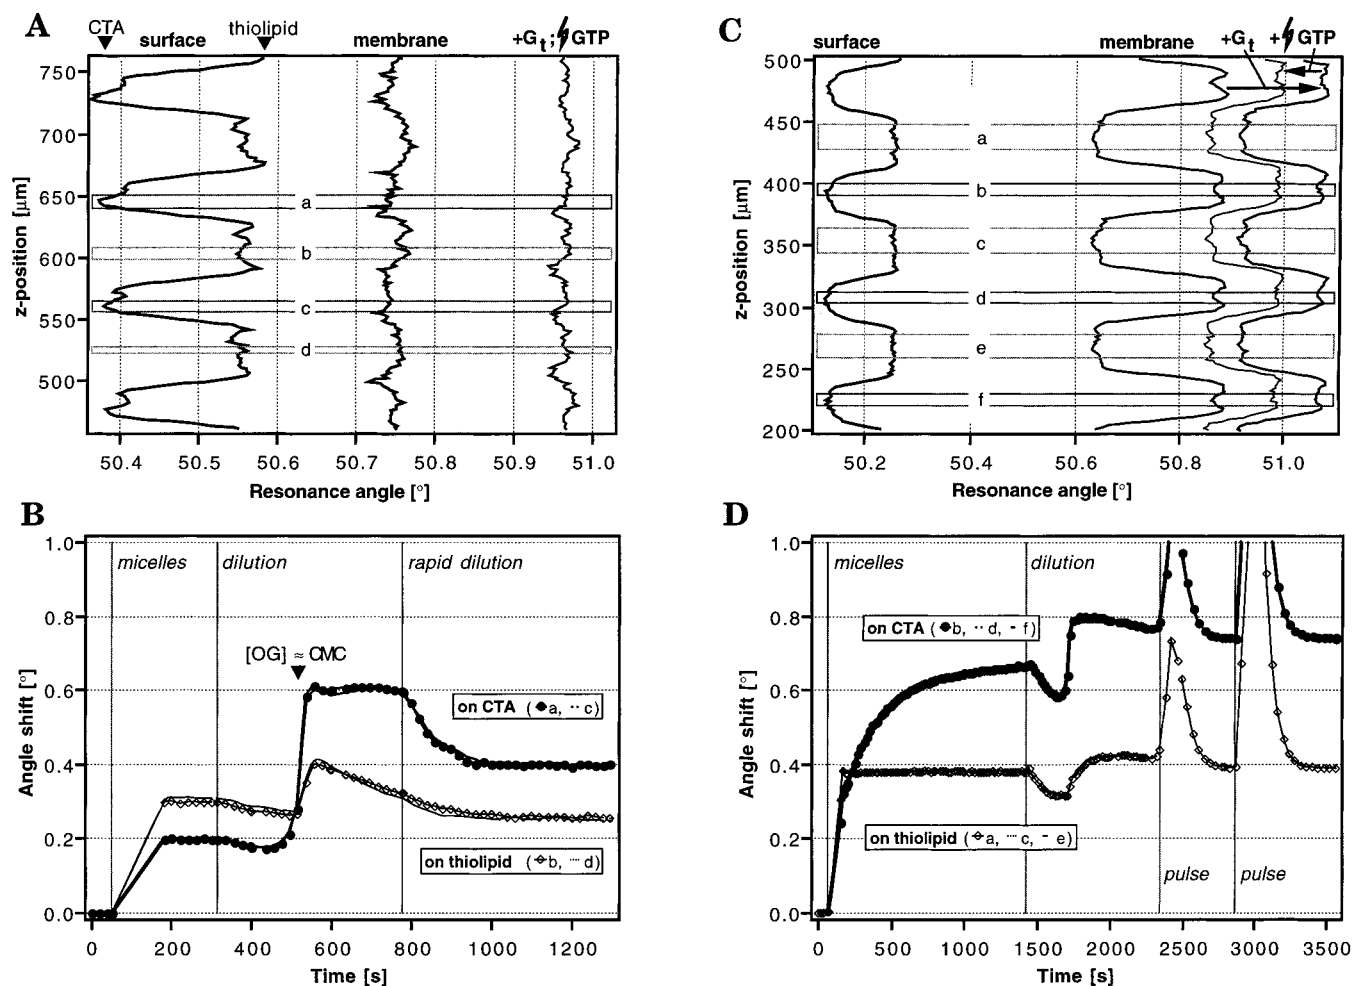 A
CTA thiolipid
surface membrane +Gt; GTP
750
700
650
600
550
500
z-position [μm]
a
b
c
d
50.4 50.5 50.6 50.7 50.8 50.9 51.0
Resonance angle [°]
B
1.0
0.8
0.6
0.4
0.2
0.0
Angle shift [°]
micelles dilution rapid dilution
[OG] ≈ CMC
on CTA (●a, ·· c)
on thiolipid (◇b, ··· d)
0 200 400 600 800 1000 1200
Time [s]
C
surface membrane +Gt + GTP
500
450
400
350
300
250
200
z-position [μm]
a
b
c
d
e
f
50.2 50.4 50.6 50.8 51.0
Resonance angle [°]
D
1.0
0.8
0.6
0.4
0.2
0.0
Angle shift [°]
micelles dilution
on CTA (●b, ·· d, - f)
on thiolipid (◇a, ··· c, - e)
pulse pulse
0 500 1000 1500 2000 2500 3000 3500
Time [s]